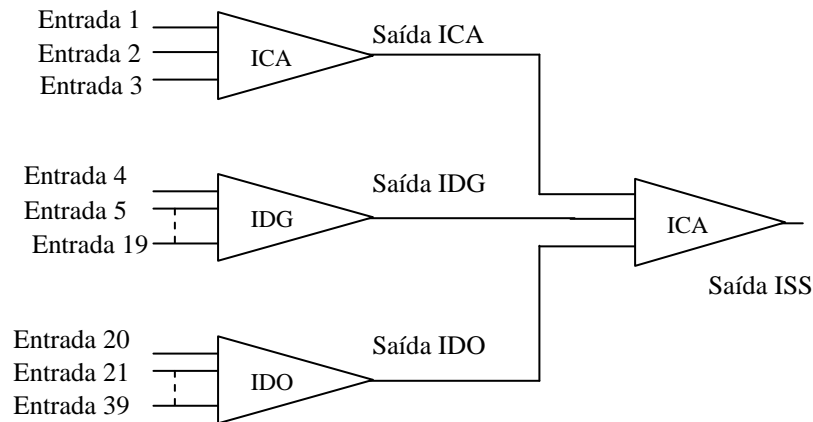 Entrada 1
Entrada 2
Entrada 3
ICA
Saída ICA
Entrada 4
Entrada 5
Entrada 19
IDG
Saída IDG
ICA
Saída ISS
Entrada 20
Entrada 21
Entrada 39
IDO
Saída IDO